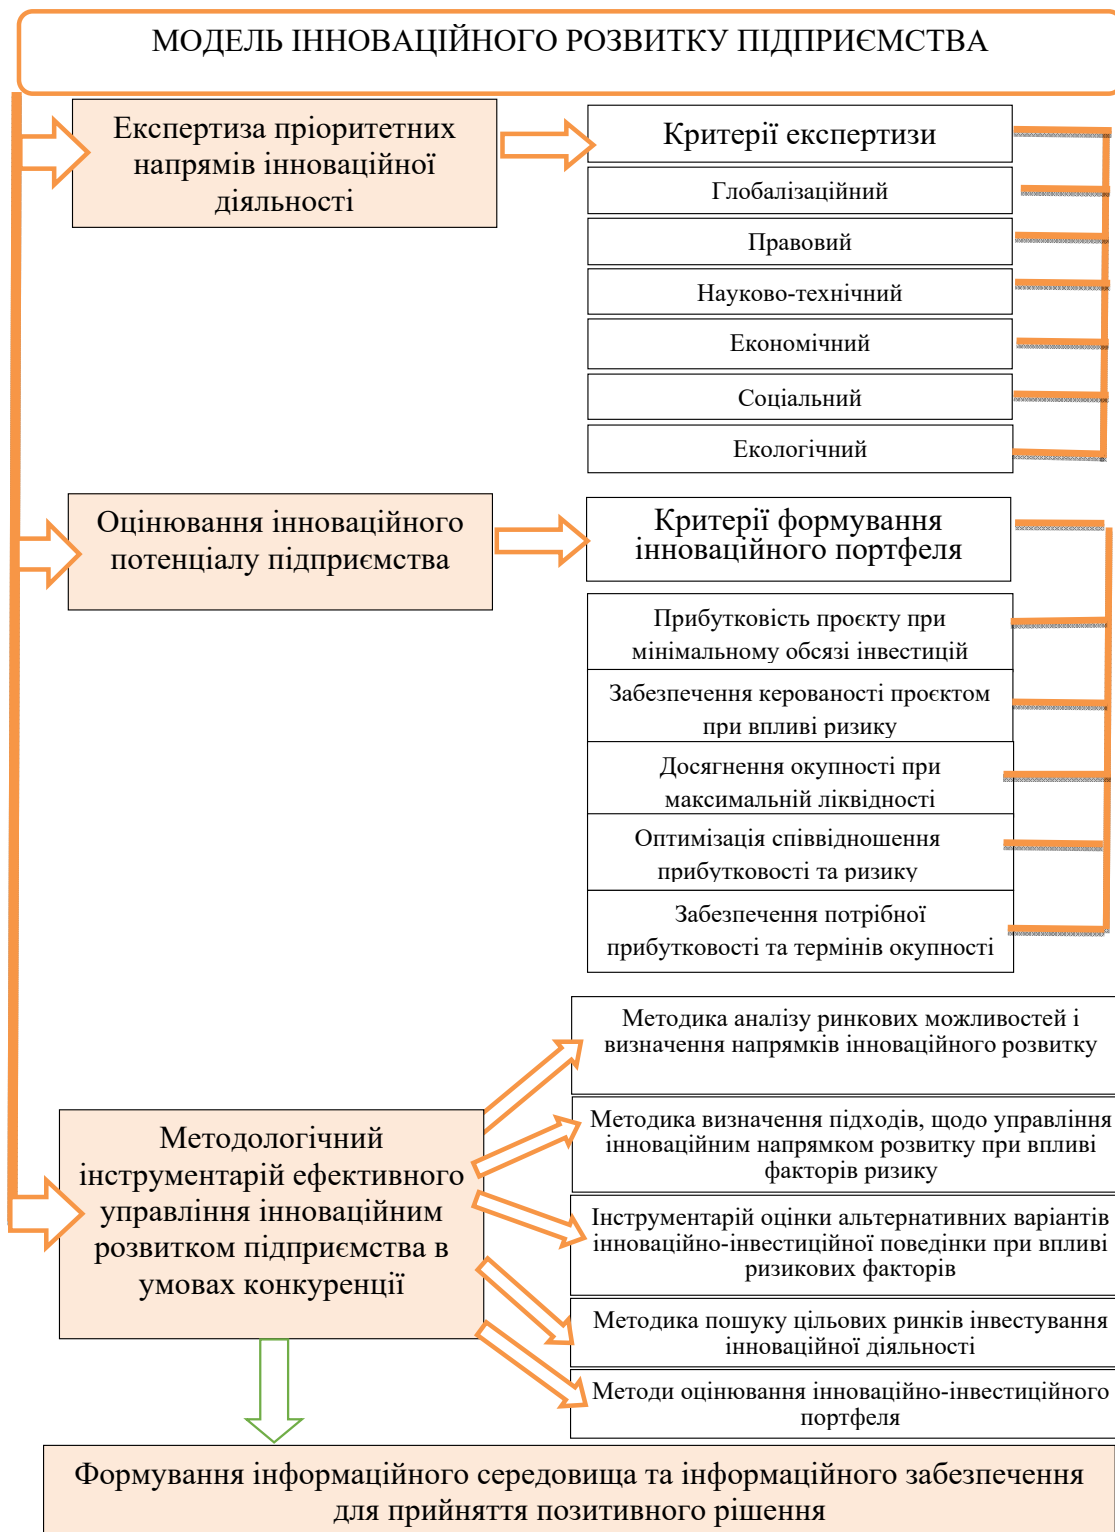 МОДЕЛЬ ІННОВАЦІЙНОГО РОЗВИТКУ ПІДПРИЄМСТВА
Експертиза пріоритетних
напрямів інноваційної
діяльності
Критерії експертизи
Глобалізаційний
Правовий
Науково-технічний
Економічний
Соціальний
Екологічний
Оцінювання інноваційного
потенціалу підприємства
Критерії формування
інноваційного портфеля
Прибутковість проєкту при
мінімальному обсязі інвестицій
Забезпечення керованості проєктом
при впливі ризику
Досягнення окупності при
максимальній ліквідності
Оптимізація співвідношення
прибутковості та ризику
Забезпечення потрібної
прибутковості та термінів окупності
Методологічний
інструментарій ефективного
управління інноваційним
розвитком підприємства в
умовах конкуренції
Методика аналізу ринкових можливостей і
визначення напрямків інноваційного розвитку
Методика визначення підходів, щодо управління
інноваційним напрямком розвитку при впливі
факторів ризику
Інструментарій оцінки альтернативних варіантів
інноваційно-інвестиційної поведінки при впливі
ризикових факторів
Методика пошуку цільових ринків інвестування
інноваційної діяльності
Методи оцінювання інноваційно-інвестиційного
портфеля
Формування інформаційного середовища та інформаційного забезпечення
для прийняття позитивного рішення